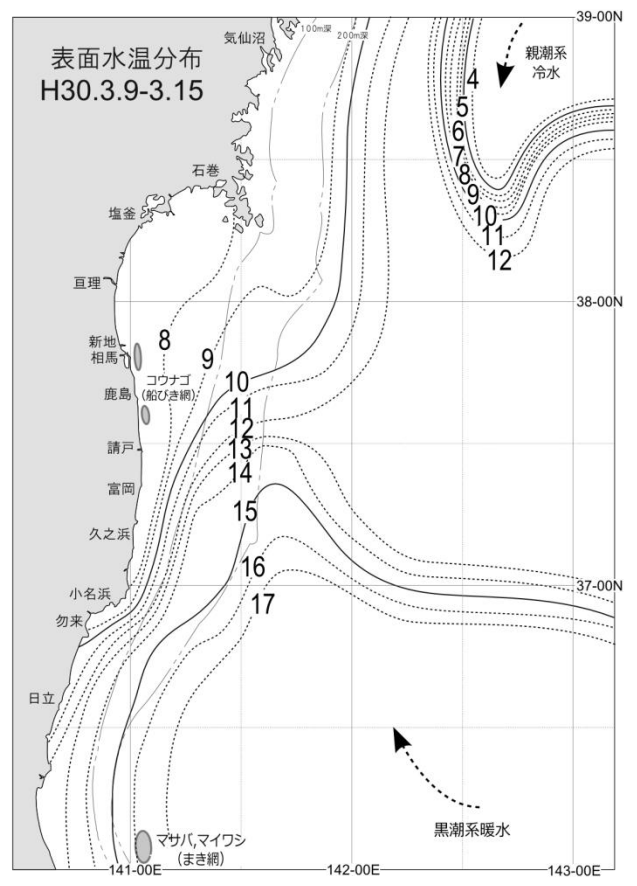 39-00N
気仙沼
100m深
200m深
表面水温分布
H30.3.9-3.15
親潮系
冷水
4
5
6
7
8
9
10
11
12
石巻
塩釜
亘理
38-00N
新地
相馬
8
9
コウナゴ
(船びき網)
鹿島
10
11
12
13
14
請戸
富岡
15
久之浜
16
37-00N
17
小名浜
勿来
日立
黒潮系暖水
マサバ,マイワシ
(まき網)
141-00E
142-00E
143-00E